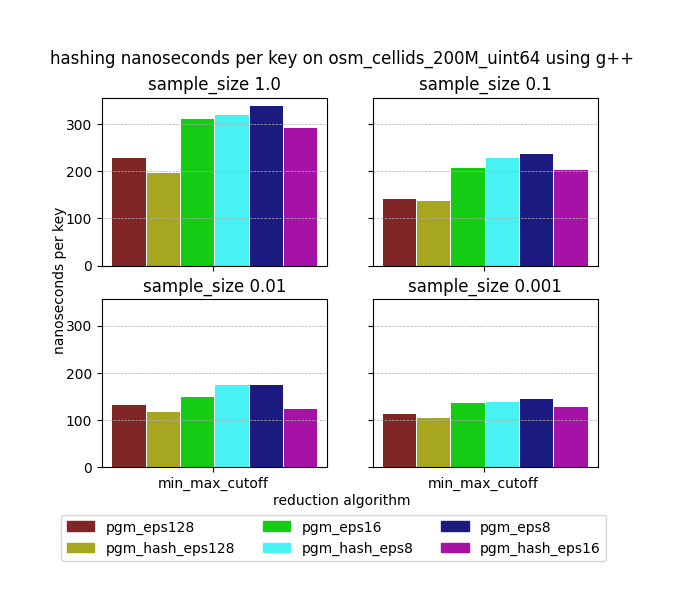 hashing nanoseconds per key on osm_cellids_200M_uint64 using g++
sample_size 1.0
sample_size 0.1
300
200
100
0
nanoseconds per key
sample_size 0.01
sample_size 0.001
300
200
100
0
min_max_cutoff
min_max_cutoff
reduction algorithm
pgm_eps128
pgm_eps16
pgm_eps8
pgm_hash_eps128
pgm_hash_eps8
pgm_hash_eps16